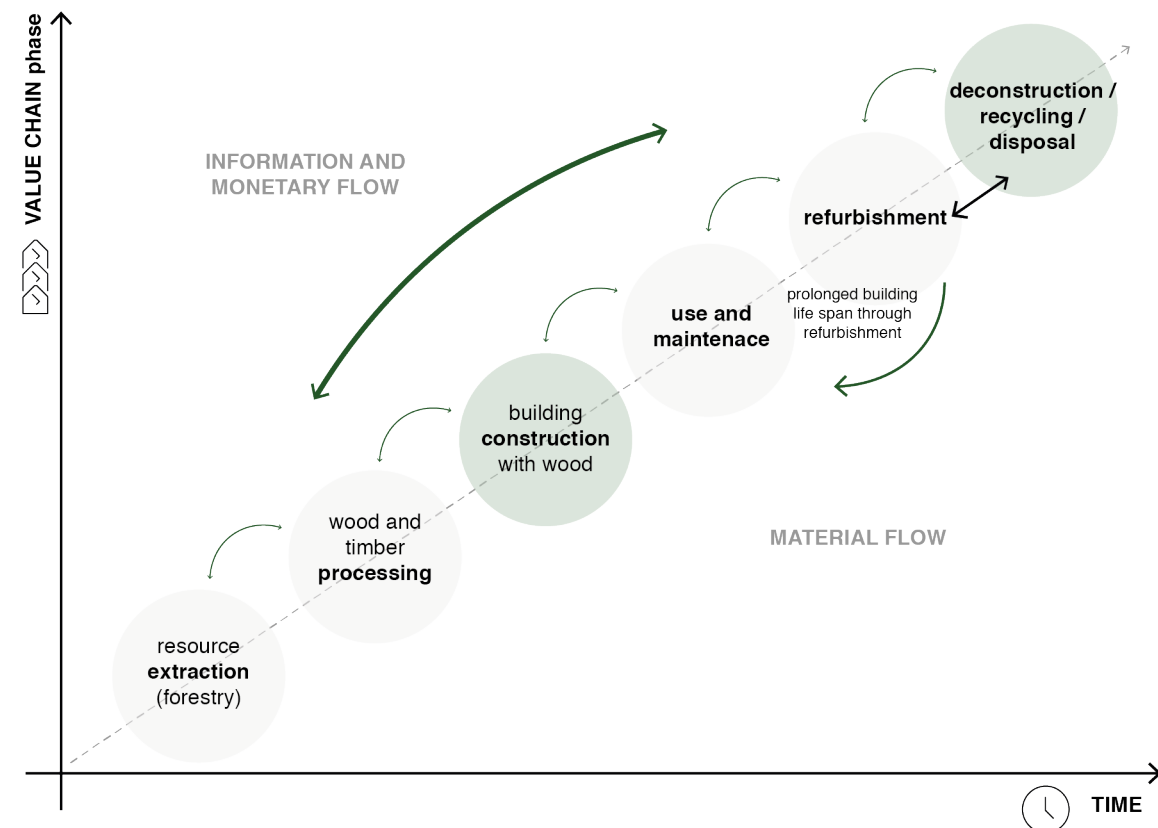 VALUE CHAIN phase
INFORMATION AND
MONETARY FLOW
deconstruction /
recycling /
disposal
refurbishment
prolonged building
life span through
refurbishment
use and
maintenace
building
construction
with wood
wood and
timber
processing
resource
extraction
(forestry)
MATERIAL FLOW
TIME